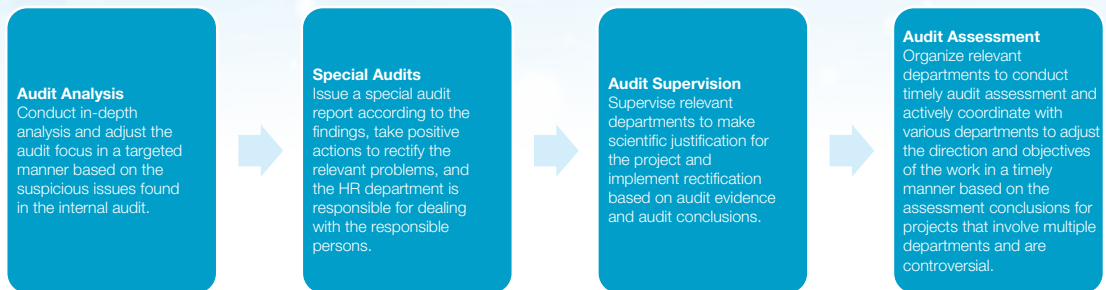 Audit Analysis
Conduct in-depth
analysis and adjust the
audit focus in a targeted
manner based on the
suspicious issues found
in the internal audit.
Special Audits
Issue a special audit
report according to the
findings, take positive
actions to rectify the
relevant problems, and
the HR department is
responsible for dealing
with the responsible
persons.
Audit Supervision
Supervise relevant
departments to make
scientific justification for
the project and
implement rectification
based on audit evidence
and audit conclusions.
Audit Assessment
Organize relevant
departments to conduct
timely audit assessment and
actively coordinate with
various departments to adjust
the direction and objectives
of the work in a timely
manner based on the
assessment conclusions for
projects that involve multiple
departments and are
controversial.